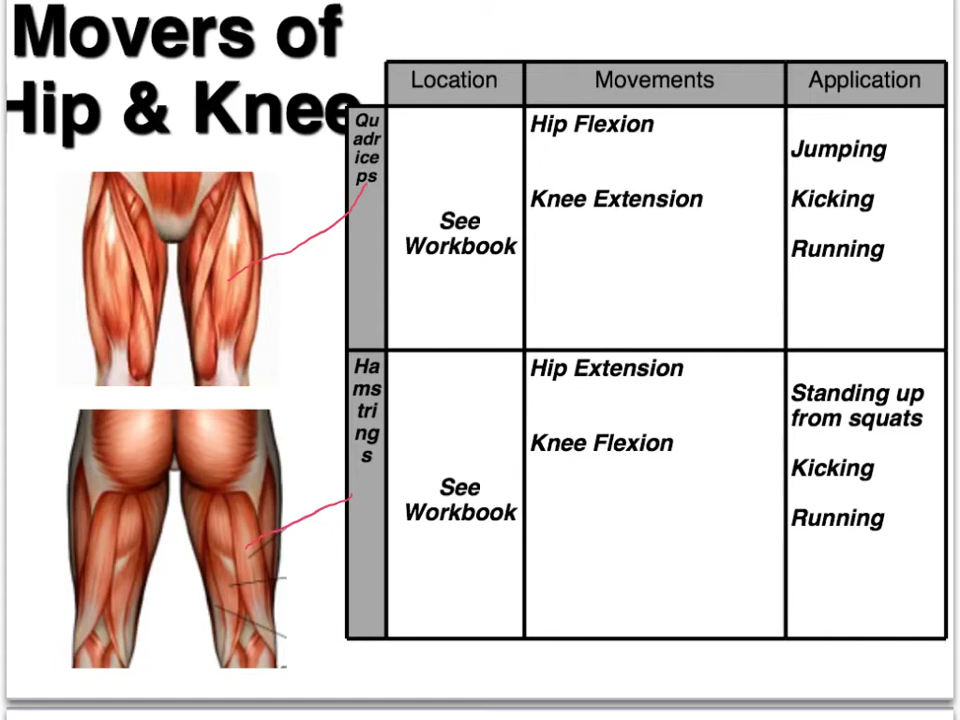 Movers of
Hip & Knee
Location Movements Application
Qu
adr
ice
ps
See
Workbook
Hip Flexion
Knee Extension
Jumping
Kicking
Running
Ha
ms
tri
ng
s
See
Workbook
Hip Extension
Knee Flexion
Standing up
from squats
Kicking
Running